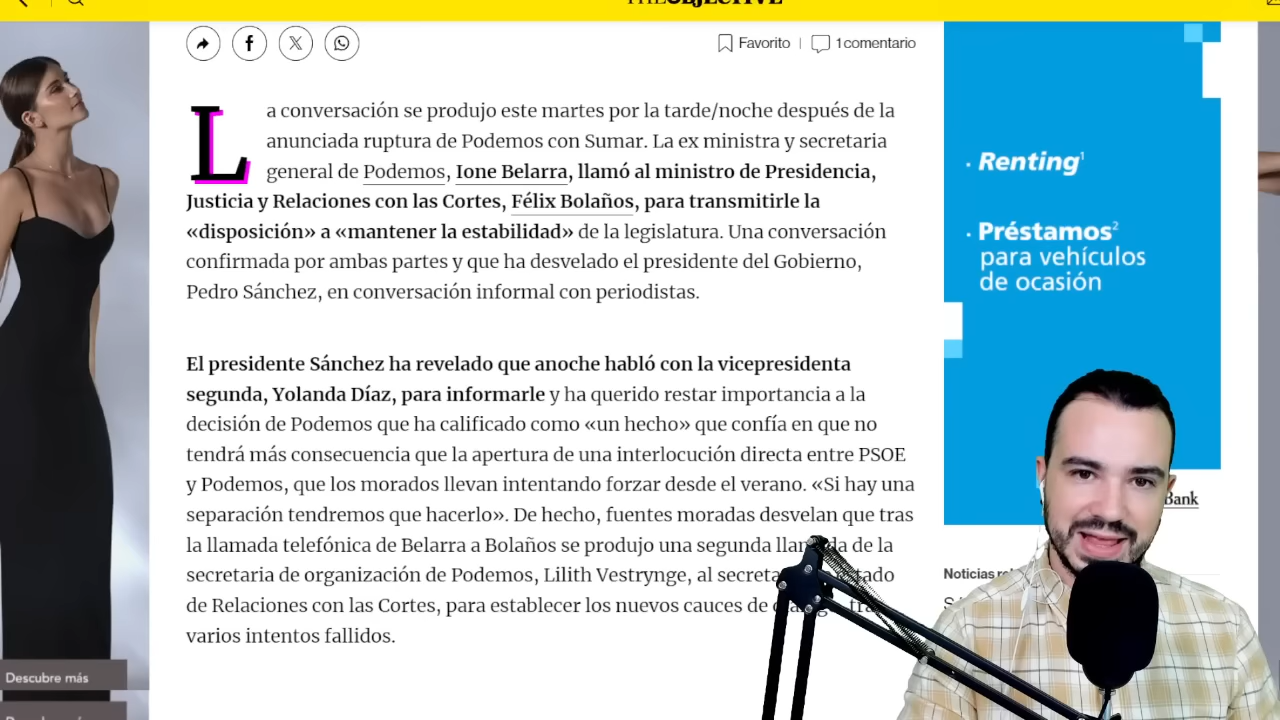 THE OBJECTIVE
Favorito
1 comentario
La conversación se produjo este martes por la tarde/noche después de la
anunciada ruptura de Podemos con Sumar. La ex ministra y secretaria
general de Podemos, Ione Belarra, llamó al ministro de Presidencia,
Justicia y Relaciones con las Cortes, Félix Bolaños, para transmitirle la
«disposición» a «mantener la estabilidad» de la legislatura. Una conversación
confirmada por ambas partes y que ha desvelado el presidente del Gobierno,
Pedro Sánchez, en conversación informal con periodistas.
El presidente Sánchez ha revelado que anoche habló con la vicepresidenta
segunda, Yolanda Díaz, para informarle y ha querido restar importancia a la
decisión de Podemos que ha calificado como «un hecho» que confía en que no
tendrá más consecuencia que la apertura de una interlocución directa entre PSOE
y Podemos, que los morados llevan intentando forzar desde el verano. «Si hay una
separación tendremos que hacerlo». De hecho, fuentes moradas desvelan que tras
la llamada telefónica de Belarra a Bolaños se produjo una segunda de la
secretaria de organización de Podemos, Lilith Vestrynge, al
de Relaciones con las Cortes, para establecer los nuevos cauces de
varios intentos fallidos.
· Renting¹
· Préstamos²
para vehículos
de ocasión
Bank
Noticias
Descubre más